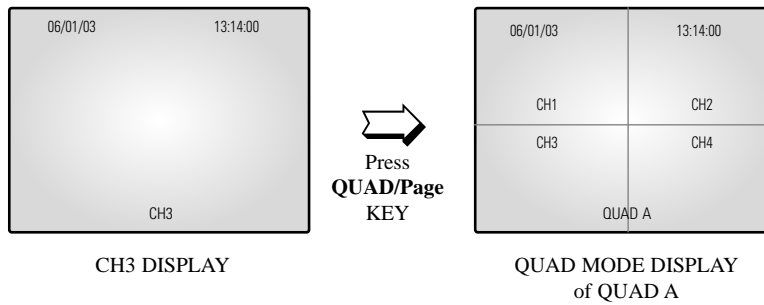 06/01/03 13:14:00
CH3
CH3 DISPLAY
Press
QUAD/Page
KEY
06/01/03 13:14:00
CH1 CH2
CH3 CH4
QUAD A
QUAD MODE DISPLAY
of QUAD A